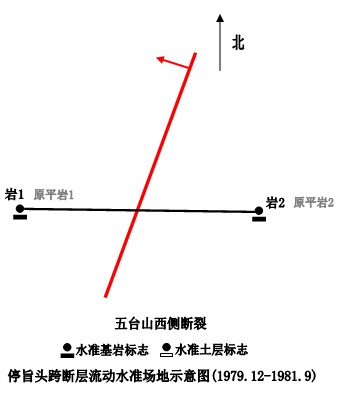 北
岩1 原平岩1
岩2 原平岩2
五台山西侧断裂
水准基岩标志 水准土层标志
停旨头跨断层流动水准场地示意图(1979.12-1981.9)